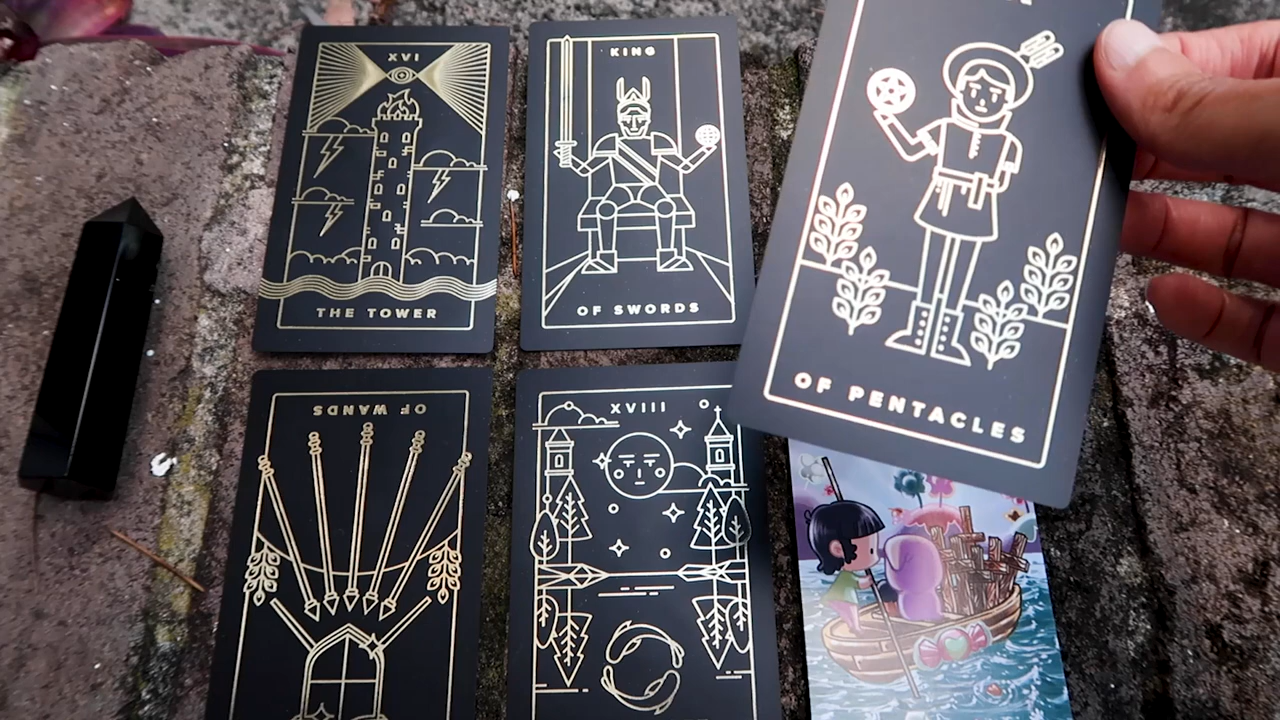 XVI
THE TOWER
KING
OF SWORDS
OF PENTACLES
OF WANDS
XVIII